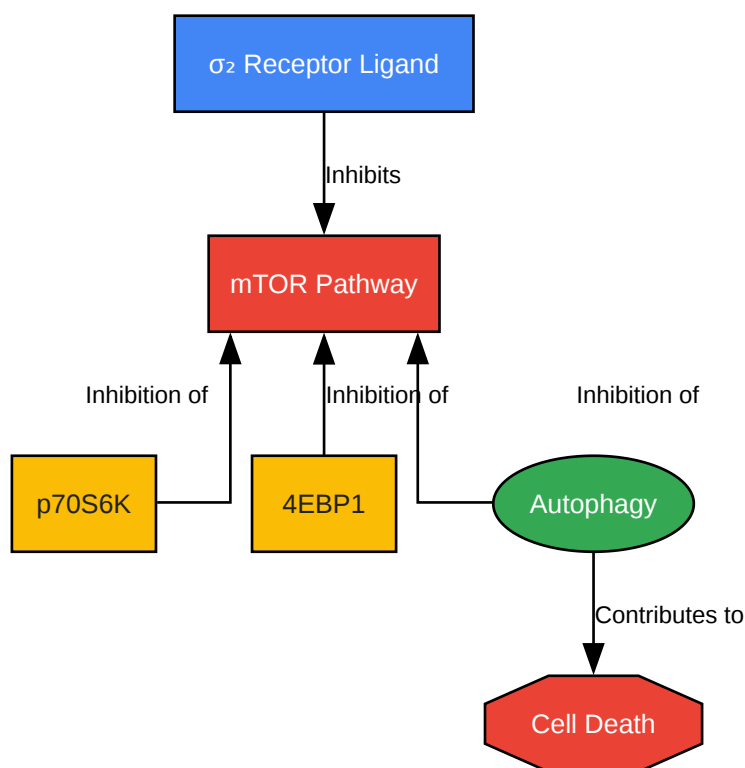 σ₂ Receptor Ligand
Inhibits
mTOR Pathway
Inhibition of
Inhibition of
Inhibition of
p70S6K
4EBP1
Autophagy
Contributes to
Cell Death